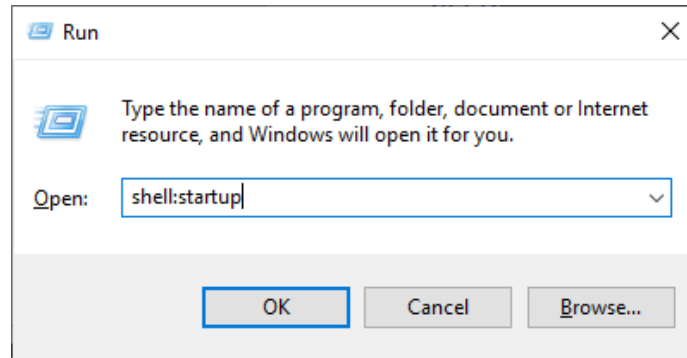 Run
Type the name of a program, folder, document or Internet
resource, and Windows will open it for you.
Open: shell:startup
OK Cancel Browse...